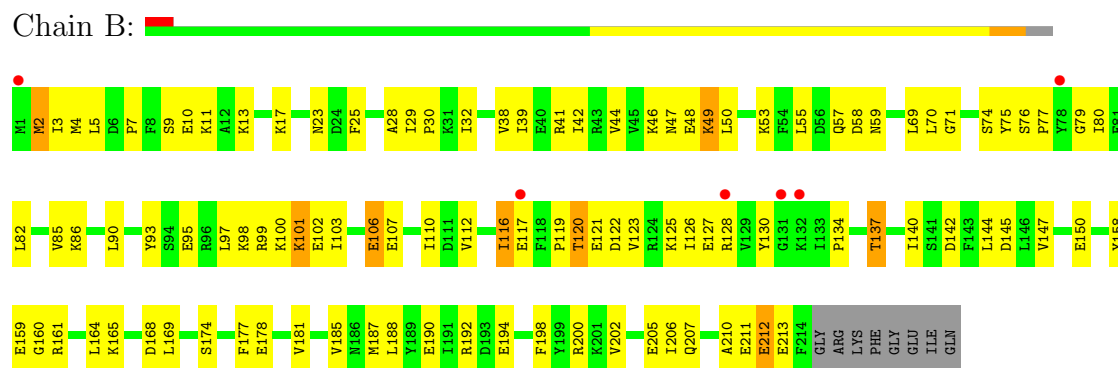 Chain B:
M1 M2 I3 M4 L5 D6 P7 F8 S9 E10 K11 A12 K13 K17 N23 D24 F25 A28 I29 P30 K31 I32 V38 I39 E40 R41 I42 R43 V44 V45 K46 N47 E48 K49 L50 K53 F54 L55 D56 Q57 D58 N59 L69 L70 G71 S74 Y75 S76 P77 Y78 G79 I80 E81
L82 V85 K86 L90 Y93 S94 E95 R96 L97 K98 R99 K100 K101 E102 I103 E106 E107 I110 D111 V112 I116 E117 F118 P119 T120 E121 D122 V123 R124 K125 I126 E127 R128 V129 Y130 G131 K132 I133 P134 T137 I140 S141 D142 F143 L144 D145 L146 V147 E150 Y158
E159 G160 R161 L164 K165 D168 L169 S174 F177 E178 V181 V185 N186 M187 L188 Y189 E190 I191 R192 D193 E194 F198 Y199 R200 K201 V202 E205 I206 Q207 A210 E211 E212 E213 F214 GLY ARG LYS PHE GLY GLU ILE GLN